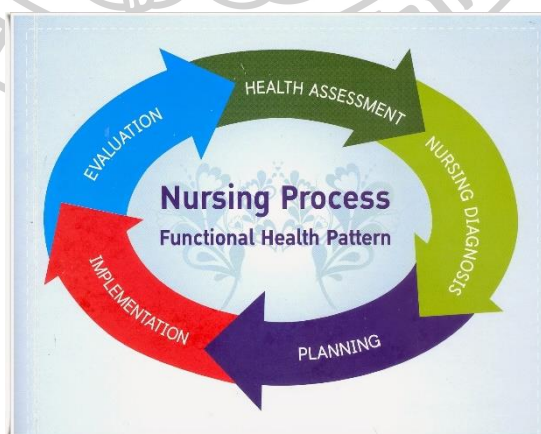 HEALTH ASSESSMENT
NURSING DIAGNOSIS
PLANNING
IMPLEMENTATION
EVALUATION
Nursing Process
Functional Health Pattern